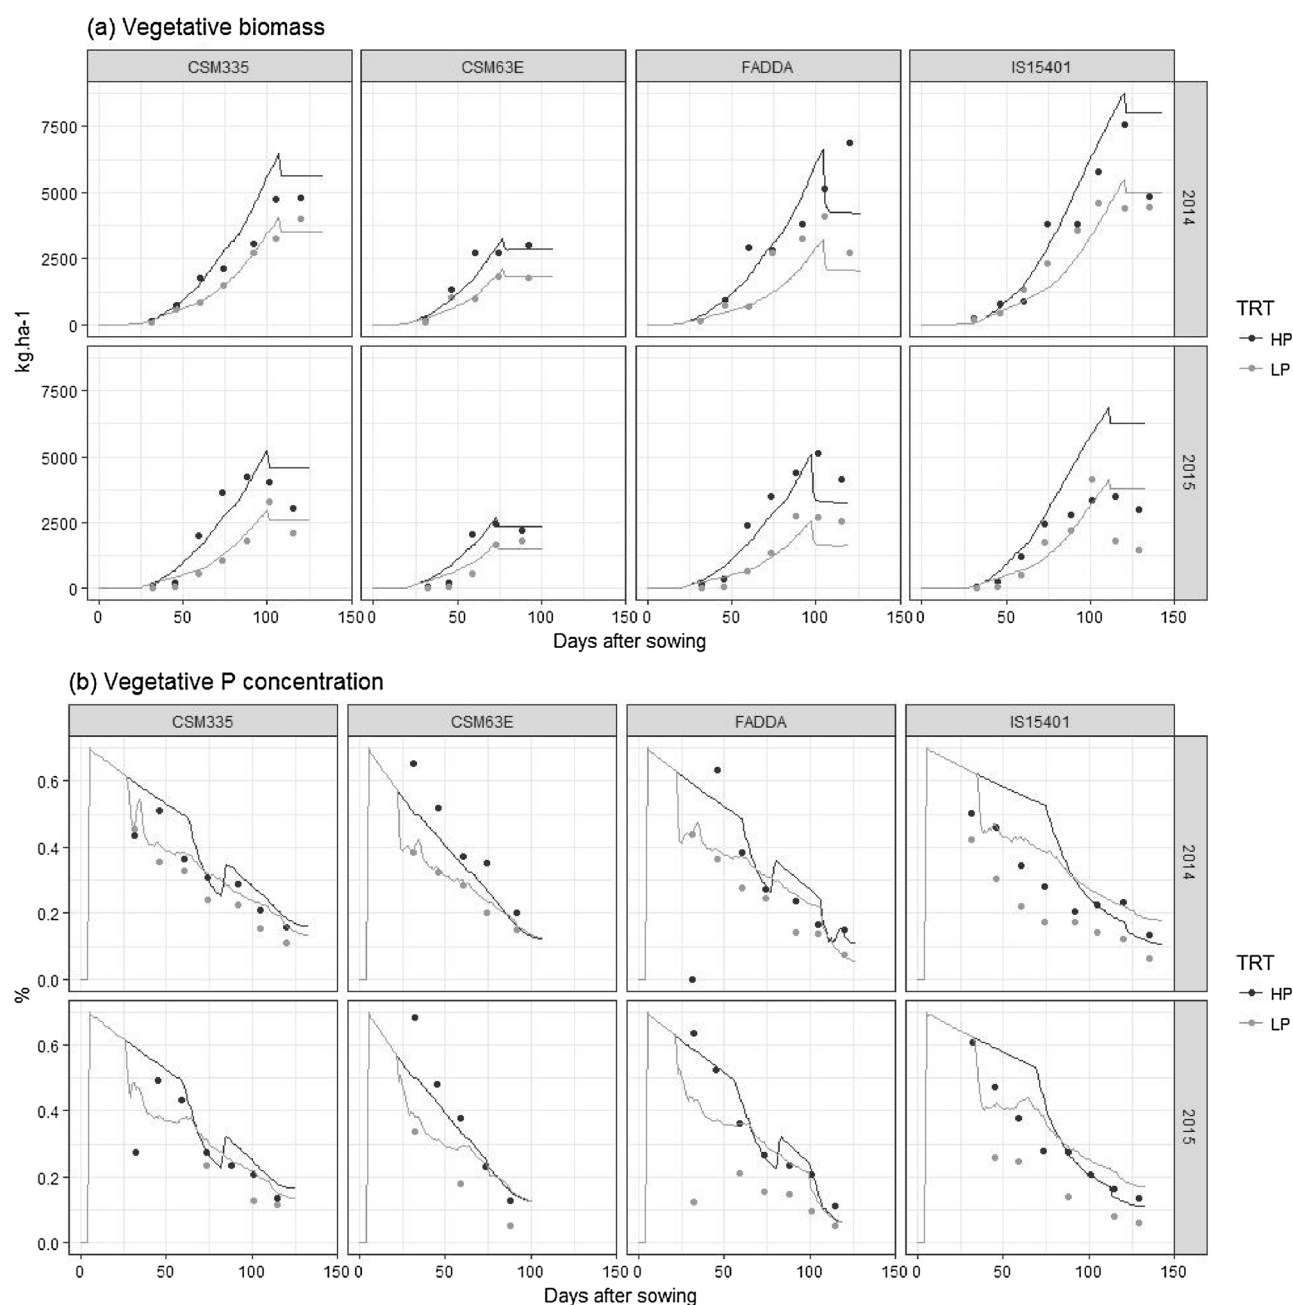 (a) Vegetative biomass
CSM335 CSM63E FADDA IS15401
7500
5000
2500
0
2014
7500
5000
2500
0
2015
kg.ha-1
0 50 100 150 0 50 100 150 0 50 100 150 0 50 100 150
Days after sowing
TRT
HP
LP
(b) Vegetative P concentration
CSM335 CSM63E FADDA IS15401
0.6
0.4
0.2
0.0
2014
%
0.6
0.4
0.2
0.0
2015
0 50 100 150 0 50 100 150 0 50 100 150 0 50 100 150
Days after sowing
TRT
HP
LP